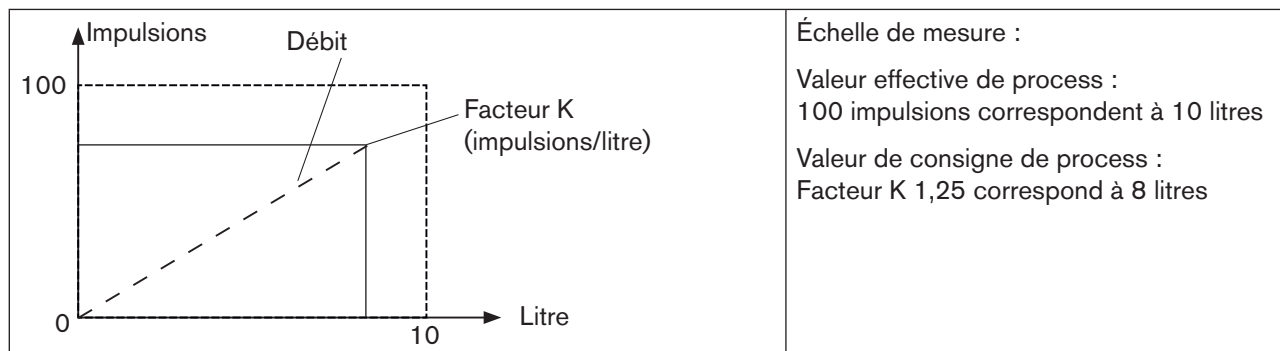 Impulsions
Débit
100
Facteur K
(impulsions/litre)
0
10
Litre
Échelle de mesure :
Valeur effective de process :
100 impulsions correspondent à 10 litres
Valeur de consigne de process :
Facteur K 1,25 correspond à 8 litres